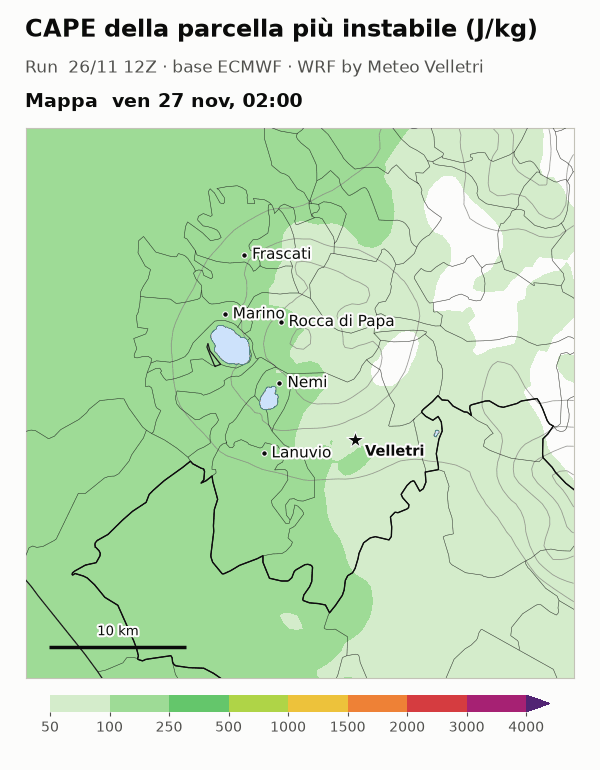 CAPE della parcella più instabile (J/kg)
Run  26/11 12Z · base ECMWF · WRF by Meteo Velletri
Mappa  ven 27 nov, 02:00
Frascati
Marino
Rocca di Papa
Nemi
Velletri
Lanuvio
10 km
50 100 250 500 1000 1500 2000 3000 4000